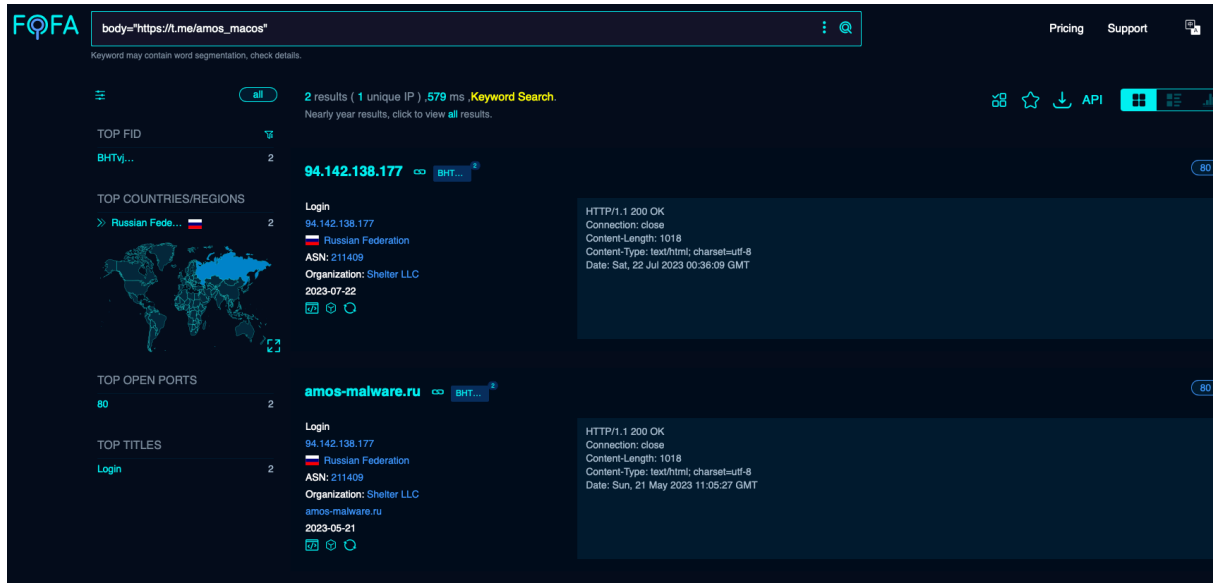 FOFA
body="https://t.me/amos_macos"
Pricing
Support
Keyword may contain word segmentation, check details.
all
2 results ( 1 unique IP ) ,579 ms ,Keyword Search.
Nearly year results, click to view all results.
API
TOP FID
BHTvj...
2
TOP COUNTRIES/REGIONS
Russian Fede...
2
TOP OPEN PORTS
80
2
TOP TITLES
Login
2
94.142.138.177
BHT...
2
80
Login
94.142.138.177
Russian Federation
ASN: 211409
Organization: Shelter LLC
2023-07-22
HTTP/1.1 200 OK
Connection: close
Content-Length: 1018
Content-Type: text/html; charset=utf-8
Date: Sat, 22 Jul 2023 00:36:09 GMT
amos-malware.ru
BHT...
2
80
Login
94.142.138.177
Russian Federation
ASN: 211409
Organization: Shelter LLC
amos-malware.ru
2023-05-21
HTTP/1.1 200 OK
Connection: close
Content-Length: 1018
Content-Type: text/html; charset=utf-8
Date: Sun, 21 May 2023 11:05:27 GMT